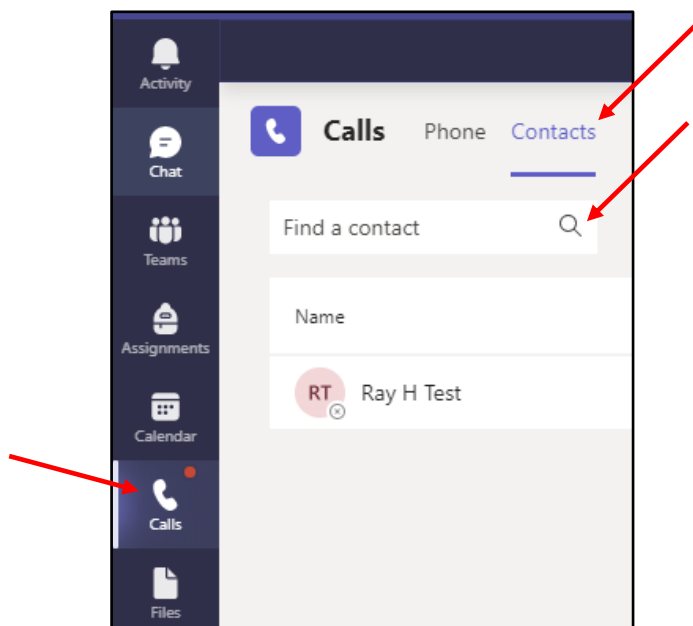 Activity
Chat
Teams
Assignments
Calendar
Calls
Files
Calls Phone Contacts
Find a contact
Name
RT Ray H Test